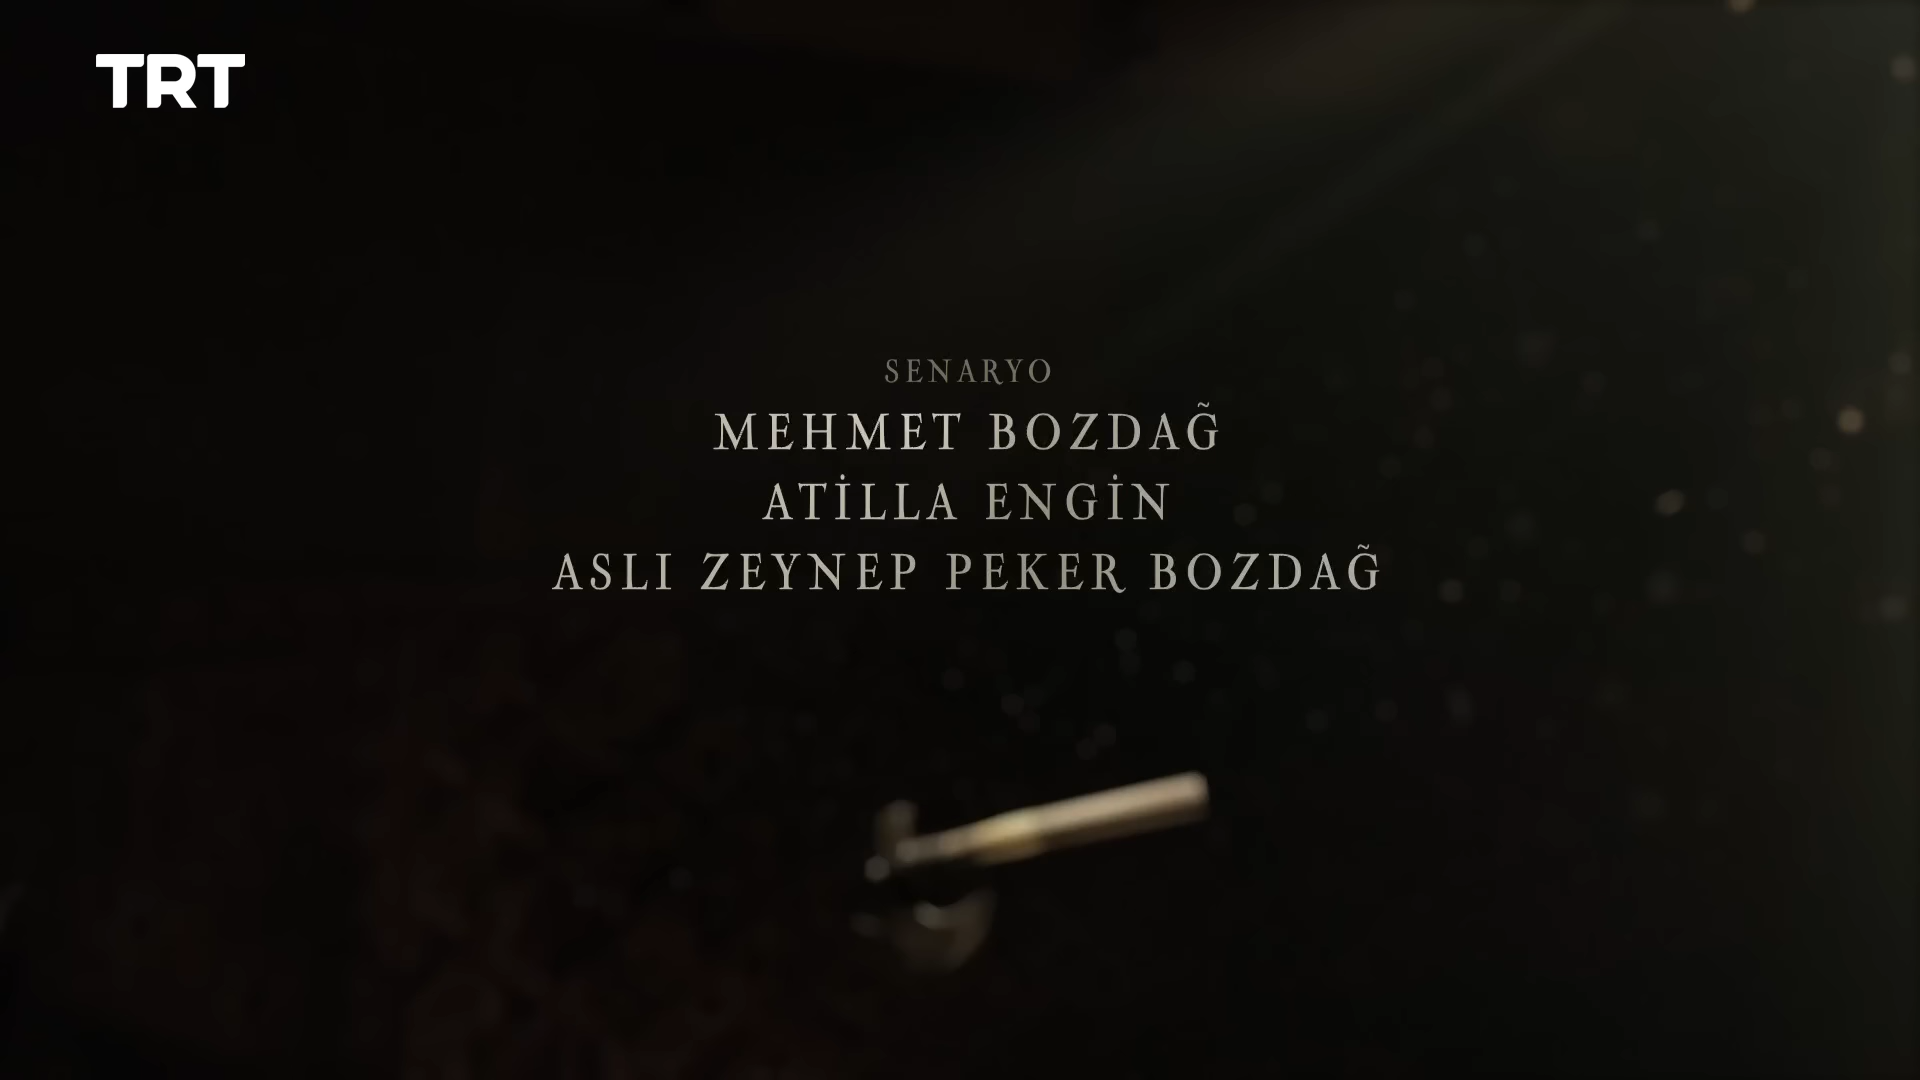 TRT
SENARYO
MEHMET BOZDAĞ
ATİLLA ENGİN
ASLI ZEYNEP PEKER BOZDAĞ